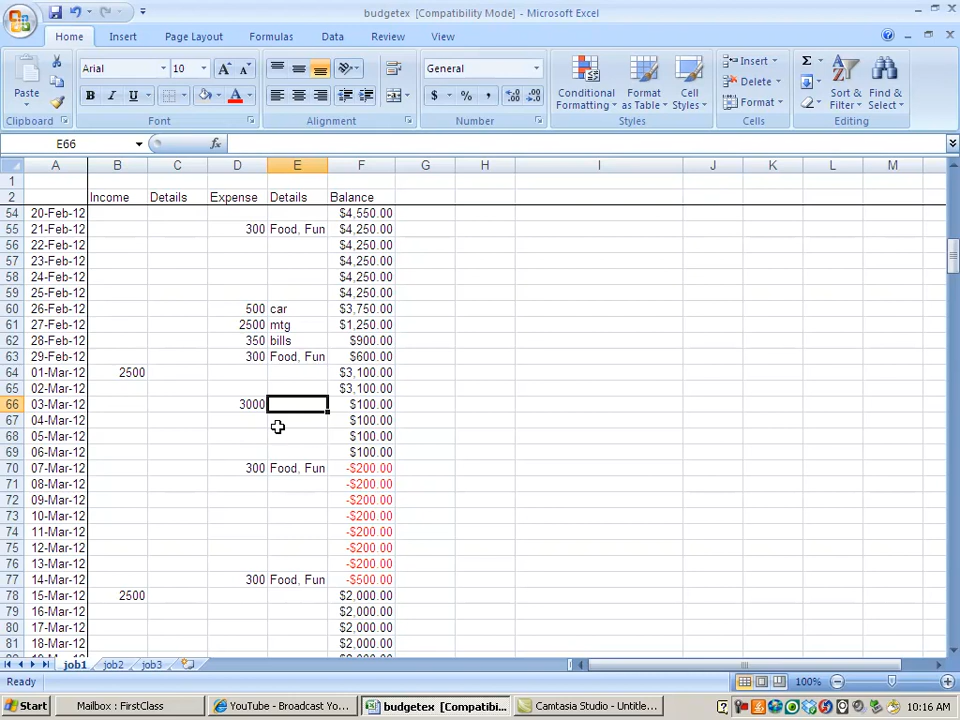 budgetex [Compatibility Mode] - Microsoft Excel
Home Insert Page Layout Formulas Data Review View
Paste Arial 10 General Conditional Formatting Format as Table Cell Styles Insert Delete Format Sort & Filter Find & Select
B I U A $ % , .0 .00 .00 .0 Σ
Clipboard Font Alignment Number Styles Cells Editing
E66 fx
A B C D E F G H I J K L M
1
2 Income Details Expense Details Balance
54 20-Feb-12 $4,550.00
55 21-Feb-12 300 Food, Fun $4,250.00
56 22-Feb-12 $4,250.00
57 23-Feb-12 $4,250.00
58 24-Feb-12 $4,250.00
59 25-Feb-12 $4,250.00
60 26-Feb-12 500 car $3,750.00
61 27-Feb-12 2500 mtg $1,250.00
62 28-Feb-12 350 bills $900.00
63 29-Feb-12 300 Food, Fun $600.00
64 01-Mar-12 2500 $3,100.00
65 02-Mar-12 $3,100.00
66 03-Mar-12 3000 $100.00
67 04-Mar-12 $100.00
68 05-Mar-12 $100.00
69 06-Mar-12 $100.00
70 07-Mar-12 300 Food, Fun -$200.00
71 08-Mar-12 -$200.00
72 09-Mar-12 -$200.00
73 10-Mar-12 -$200.00
74 11-Mar-12 -$200.00
75 12-Mar-12 -$200.00
76 13-Mar-12 -$200.00
77 14-Mar-12 300 Food, Fun -$500.00
78 15-Mar-12 2500 $2,000.00
79 16-Mar-12 $2,000.00
80 17-Mar-12 $2,000.00
81 18-Mar-12 $2,000.00
job1 job2 job3
Ready 100%
Start Mailbox : FirstClass YouTube - Broadcast Yo... budgetex [Compatibi... Camtasia Studio - Untitle... 10:16 AM